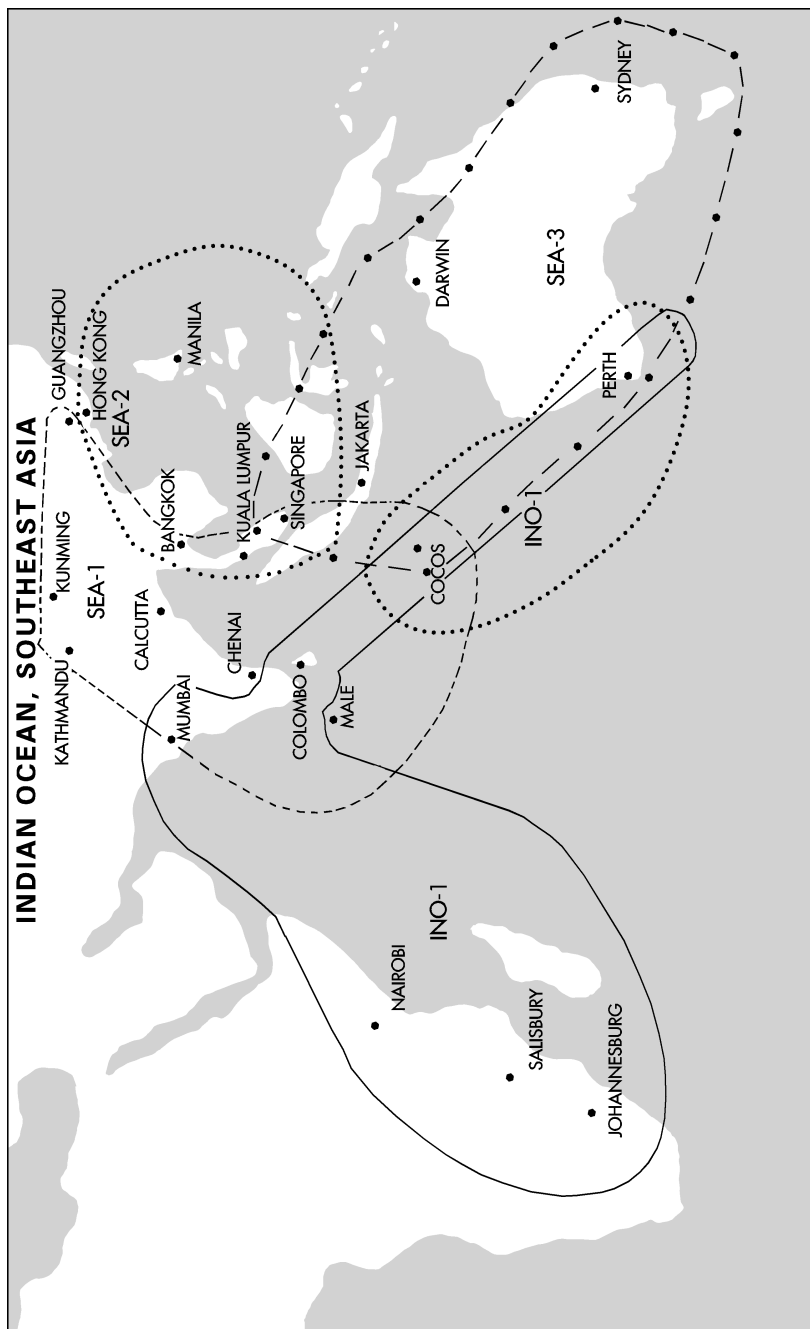 INDIAN OCEAN, SOUTHEAST ASIA
KATHMANDU
KUNMING
GUANGZHOU
HONG KONG
SEA-1
SEA-2
MUMBAI
CALCUTTA
BANGKOK
MANILA
CHENAI
KUALA LUMPUR
SINGAPORE
COLOMBO
MALE
JAKARTA
COCOS
DARWIN
NAIROBI
INO-1
INO-1
SEA-3
SALISBURY
PERTH
SYDNEY
JOHANNESBURG